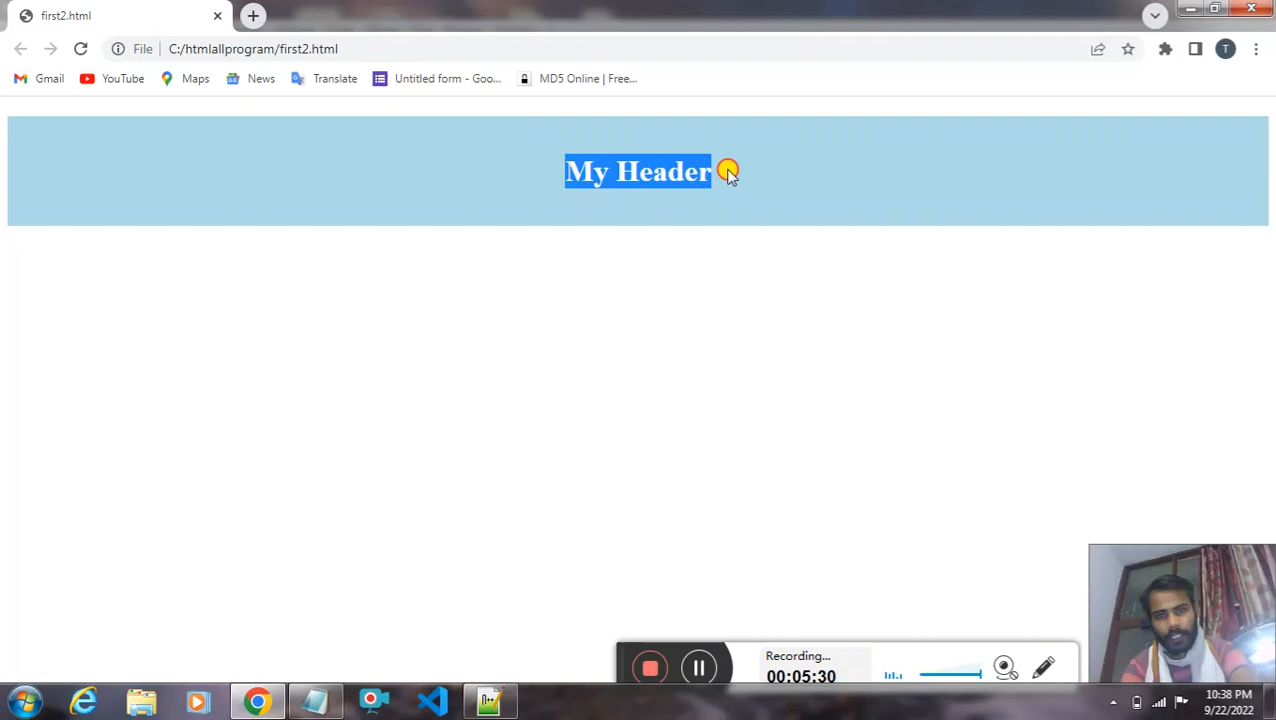 first2.html
File
C:/htmlallprogram/first2.html
T
Gmail
YouTube
Maps
News
Translate
Untitled form - Goo...
MD5 Online | Free...
My Header
Recording...
00:05:30
10:38 PM
9/22/2022